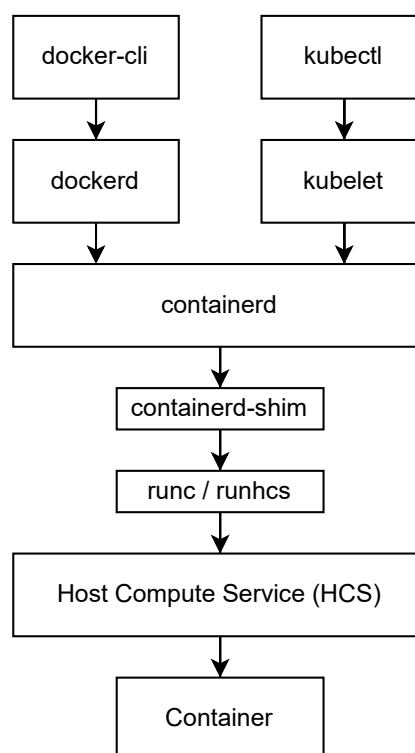 docker-cli
kubectl
dockerd
kubelet
containerd
containerd-shim
runc / runhcs
Host Compute Service (HCS)
Container